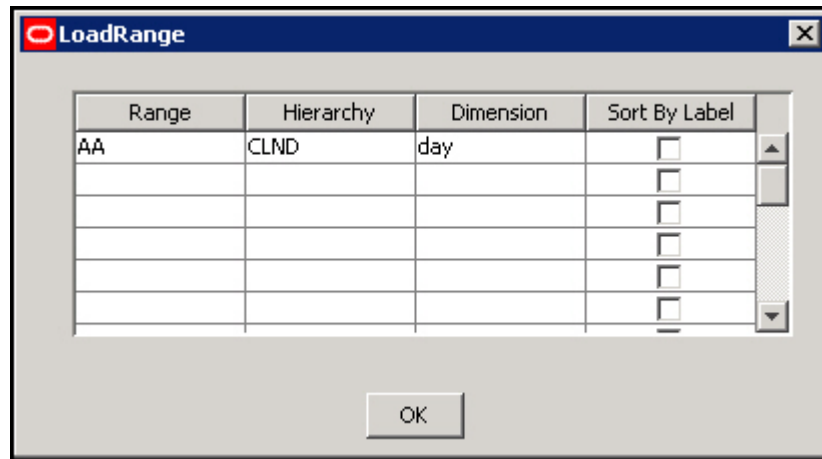 LoadRange
Range Hierarchy Dimension Sort By Label
AA CLND day
OK